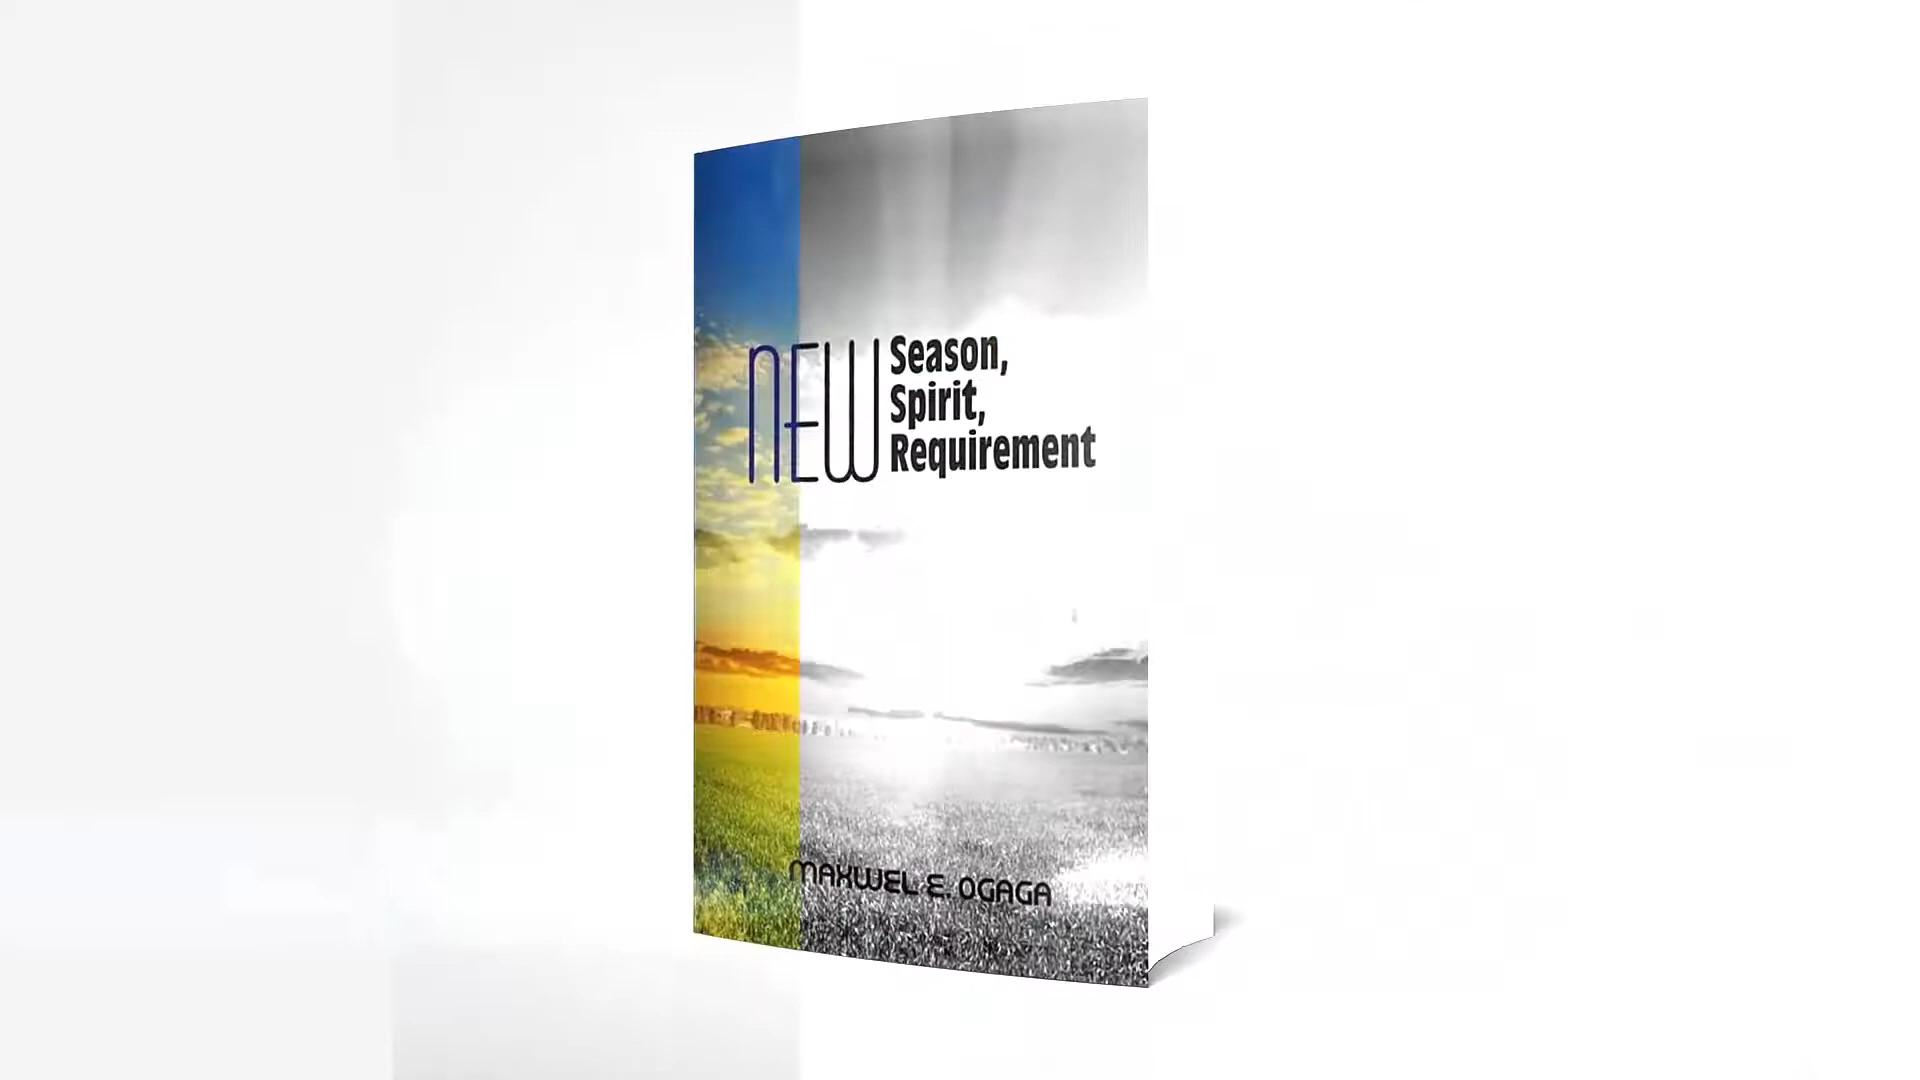 NEW
Season,
Spirit,
Requirement
MAXWEL E. OGAGA